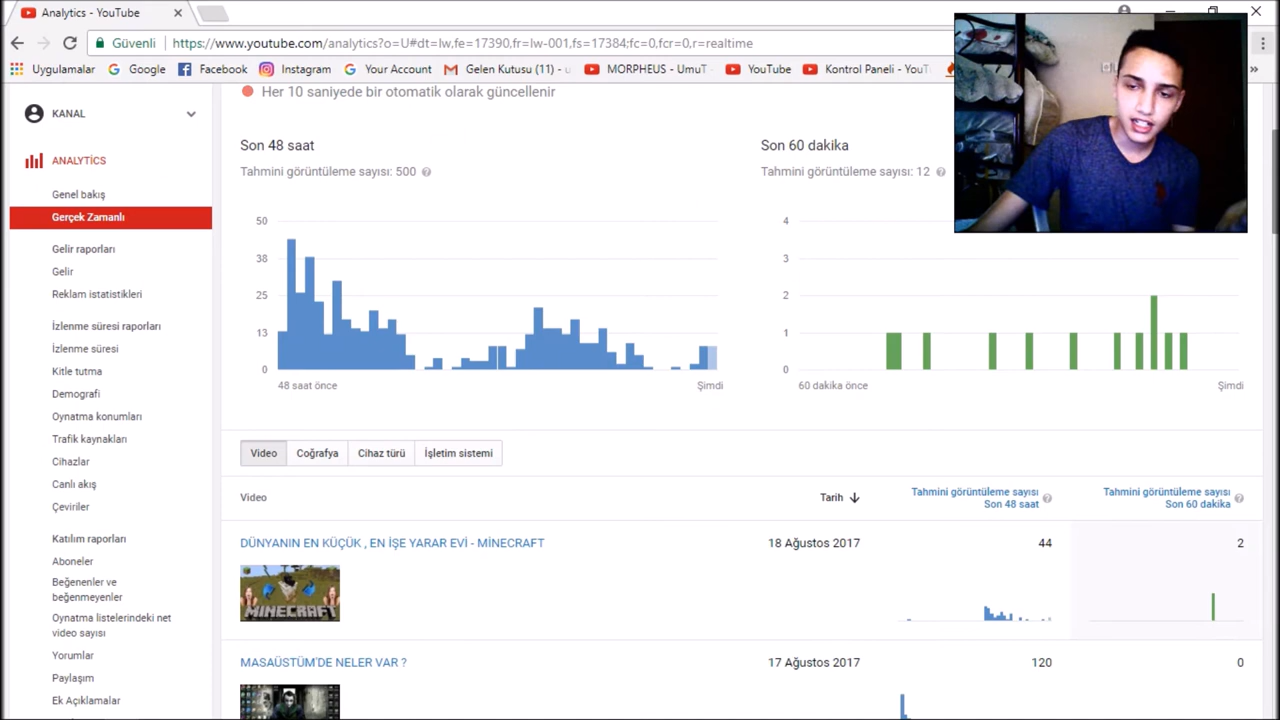 Analytics - YouTube
Güvenli
https://www.youtube.com/analytics?o=U#dt=lw,fe=17390,fr=lw-001,fs=17384;fc=0,fcr=0,r=realtime
Uygulamalar
Google
Facebook
Instagram
Your Account
Gelen Kutusu (11) - u
MORPHEUS - UmuT
YouTube
Kontrol Paneli - YouT
»
KANAL
ANALYTICS
Genel bakış
Gerçek Zamanlı
Gelir raporları
Gelir
Reklam istatistikleri
İzlenme süresi raporları
İzlenme süresi
Kitle tutma
Demografi
Oynatma konumları
Trafik kaynakları
Cihazlar
Canlı akış
Çeviriler
Katılım raporları
Aboneler
Beğenenler ve
beğenmeyenler
Oynatma listelerindeki net
video sayısı
Yorumlar
Paylaşım
Ek Açıklamalar
Her 10 saniyede bir otomatik olarak güncellenir
Son 48 saat
Tahmini görüntüleme sayısı: 500
50
38
25
13
0
48 saat önce
Şimdi
Son 60 dakika
Tahmini görüntüleme sayısı: 12
4
3
2
1
0
60 dakika önce
Şimdi
Video
Coğrafya
Cihaz türü
İşletim sistemi
Video
Tarih
Tahmini görüntüleme sayısı
Son 48 saat
Tahmini görüntüleme sayısı
Son 60 dakika
DÜNYANIN EN KÜÇÜK , EN İŞE YARAR EVİ - MİNECRAFT
18 Ağustos 2017
44
2
MINECRAFT
MASAÜSTÜM'DE NELER VAR ?
17 Ağustos 2017
120
0